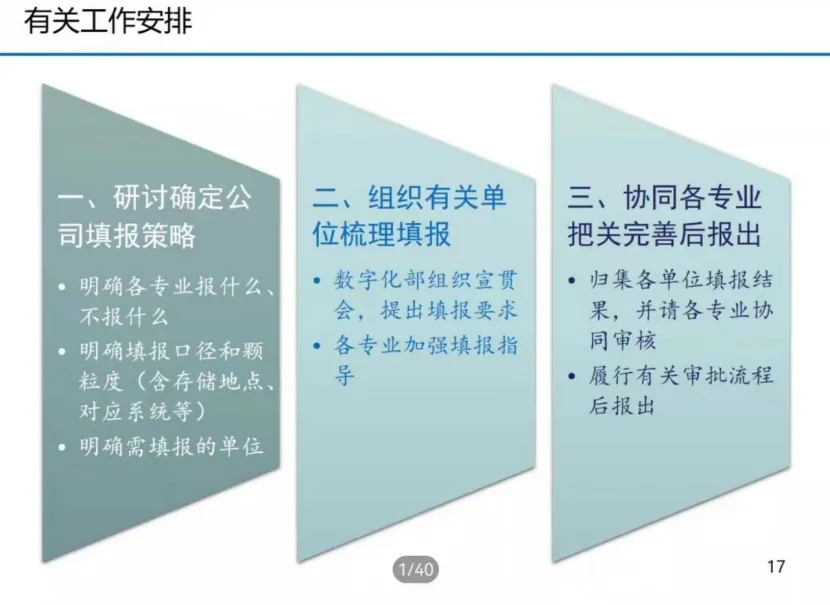 有关工作安排
一、研讨确定公
司填报策略
• 明确各专业报什么、
不报什么
• 明确填报口径和颗
粒度（含存储地点、
对应系统等）
• 明确需填报的单位
二、组织有关单
位梳理填报
• 数字化部组织宣贯
会，提出填报要求
• 各专业加强填报指
导
三、协同各专业
把关完善后报出
• 归集各单位填报结
果，并请各专业协
同审核
• 履行有关审批流程
后报出
1/40
17